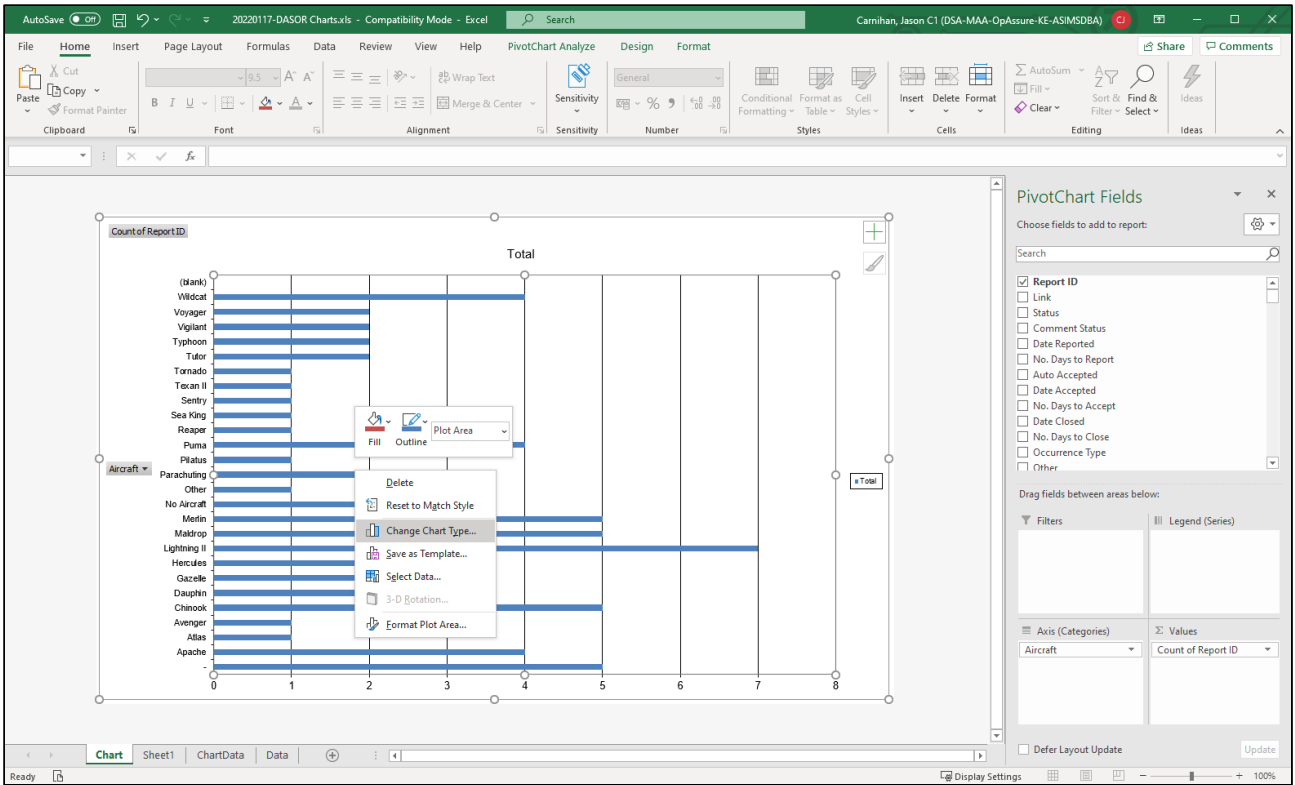 AutoSave Off 20220117-DASOR Charts.xls - Compatibility Mode - Excel Search Carnihan, Jason C1 (DSA-MAA-OpAssure-KE-ASIMSDBA) CJ
File Home Insert Page Layout Formulas Data Review View Help PivotChart Analyze Design Format Share Comments
Paste Cut Copy Format Painter
9.5 A A
B I U A
Wrap Text
Merge & Center
Sensitivity
General
% 9
Conditional Formatting Format as Table Cell Styles
Insert Delete Format
AutoSum Fill Clear
Sort & Filter Find & Select
Ideas
Clipboard Font Alignment Sensitivity Number Styles Cells Editing Ideas
fx
Count of Report ID
Total
(blank)
Wildcat
Voyager
Vigilant
Typhoon
Tutor
Tornado
Texan II
Sentry
Sea King
Reaper
Puma
Pilatus
Parachuting
Other
No Aircraft
Merlin
Maldrop
Lightning II
Hercules
Gazelle
Dauphin
Chinook
Avenger
Atlas
Apache
-
0 1 2 3 4 5 6 7 8
Aircraft
Total
Fill Outline Plot Area
Delete
Reset to Match Style
Change Chart Type...
Save as Template...
Select Data...
3-D Rotation...
Format Plot Area...
PivotChart Fields
Choose fields to add to report:
Search
Report ID
Link
Status
Comment Status
Date Reported
No. Days to Report
Auto Accepted
Date Accepted
No. Days to Accept
Date Closed
No. Days to Close
Occurrence Type
Other
Drag fields between areas below:
Filters Legend (Series)
Axis (Categories) Σ Values
Aircraft Count of Report ID
Defer Layout Update Update
Chart Sheet1 ChartData Data
Ready Display Settings 100%